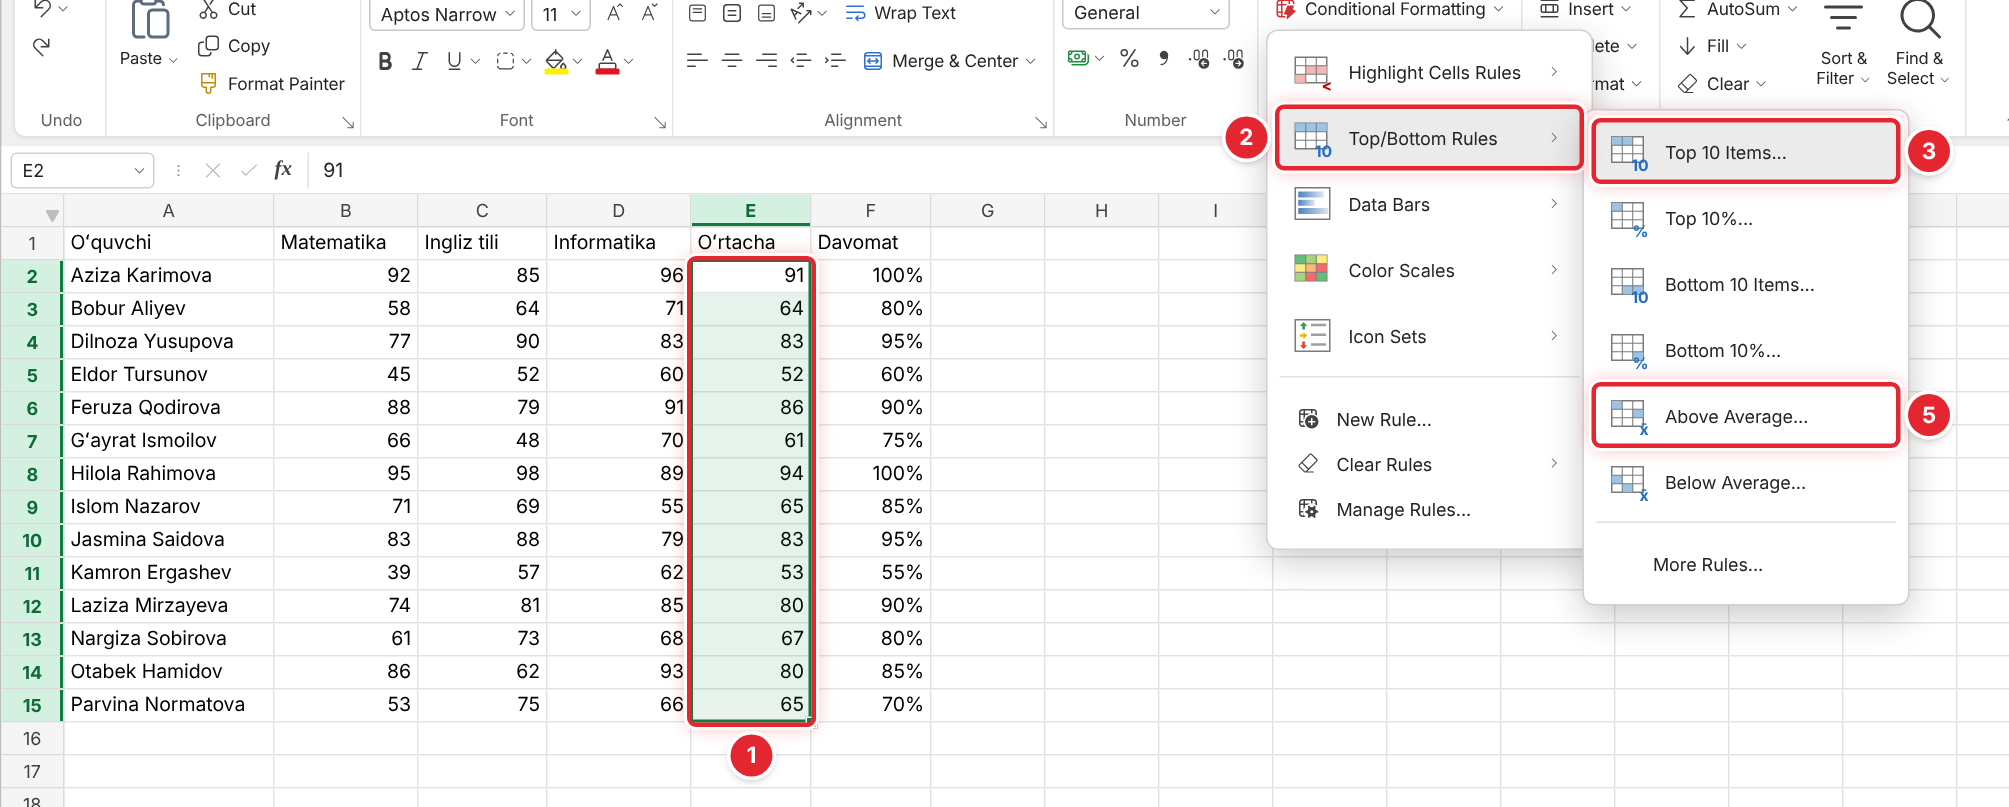 Cut
Copy
Paste
Format Painter
Undo
Clipboard
Aptos Narrow
11
B I U
A
Font
Wrap Text
Merge & Center
Alignment
General
%
Number
Conditional Formatting
Insert
lete
mat
AutoSum
Fill
Clear
Sort &
Filter
Find &
Select
E2
fx
91
A B C D E F G H I
1 Oʻquvchi Matematika Ingliz tili Informatika Oʻrtacha Davomat
2 Aziza Karimova 92 85 96 91 100%
3 Bobur Aliyev 58 64 71 64 80%
4 Dilnoza Yusupova 77 90 83 83 95%
5 Eldor Tursunov 45 52 60 52 60%
6 Feruza Qodirova 88 79 91 86 90%
7 Gʻayrat Ismoilov 66 48 70 61 75%
8 Hilola Rahimova 95 98 89 94 100%
9 Islom Nazarov 71 69 55 65 85%
10 Jasmina Saidova 83 88 79 83 95%
11 Kamron Ergashev 39 57 62 53 55%
12 Laziza Mirzayeva 74 81 85 80 90%
13 Nargiza Sobirova 61 73 68 67 80%
14 Otabek Hamidov 86 62 93 80 85%
15 Parvina Normatova 53 75 66 65 70%
16
17
18
1
Highlight Cells Rules
2
Top/Bottom Rules
Data Bars
Color Scales
Icon Sets
New Rule...
Clear Rules
Manage Rules...
Top 10 Items...
3
Top 10%...
Bottom 10 Items...
Bottom 10%...
Above Average...
5
Below Average...
More Rules...